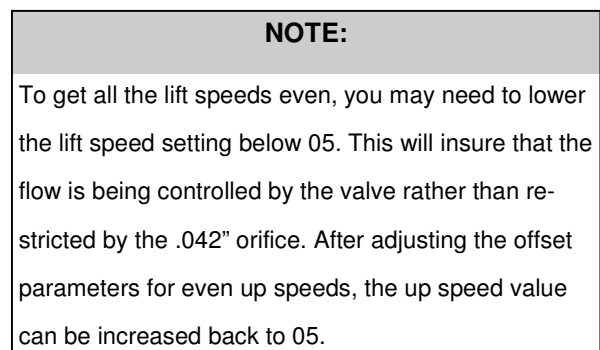 NOTE:
To get all the lift speeds even, you may need to lower
the lift speed setting below 05. This will insure that the
flow is being controlled by the valve rather than re-
stricted by the .042” orifice. After adjusting the offset
parameters for even up speeds, the up speed value
can be increased back to 05.